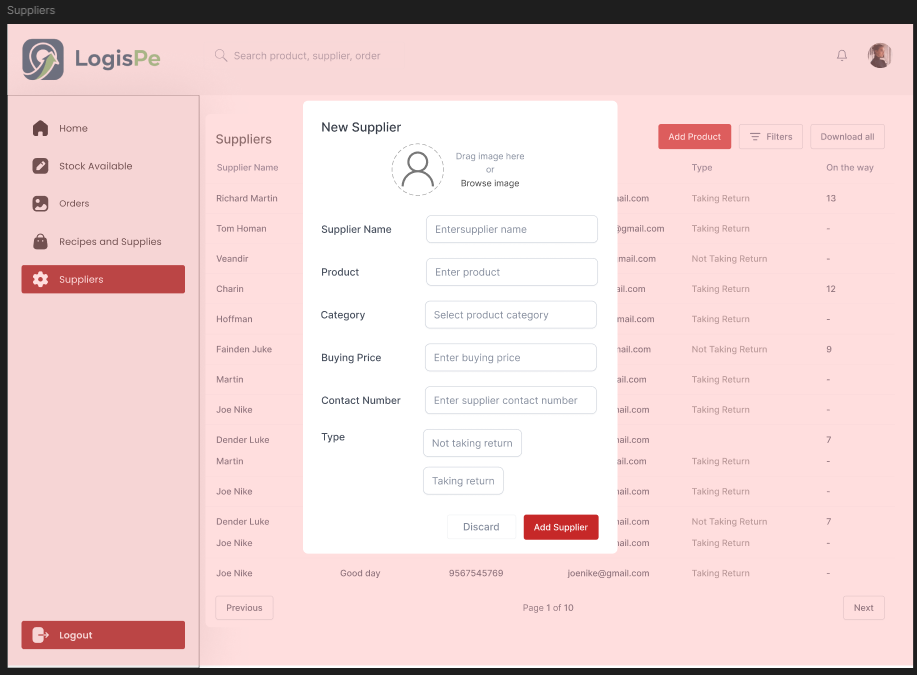 Suppliers
LogisPe
Search product, supplier, order
Home
Stock Available
Orders
Recipes and Supplies
Suppliers
Logout
Suppliers
Add Product
Filters
Download all
Supplier Name
Type
On the way
Richard Martin ail.com Taking Return 13
Tom Homan @gmail.com Taking Return -
Veandir mail.com Not Taking Return -
Charin ail.com Taking Return 12
Hoffman mail.com Taking Return -
Fainden Juke nail.com Not Taking Return 9
Martin ail.com Taking Return -
Joe Nike nail.com Taking Return -
Dender Luke nail.com 7
Martin ail.com Taking Return -
Joe Nike nail.com Taking Return -
Dender Luke nail.com Not Taking Return 7
Joe Nike nail.com Taking Return -
Joe Nike Good day 9567545769 joenike@gmail.com Taking Return -
Previous
Page 1 of 10
Next
New Supplier
Drag image here
or
Browse image
Supplier Name Entersupplier name
Product Enter product
Category Select product category
Buying Price Enter buying price
Contact Number Enter supplier contact number
Type Not taking return
Taking return
Discard
Add Supplier